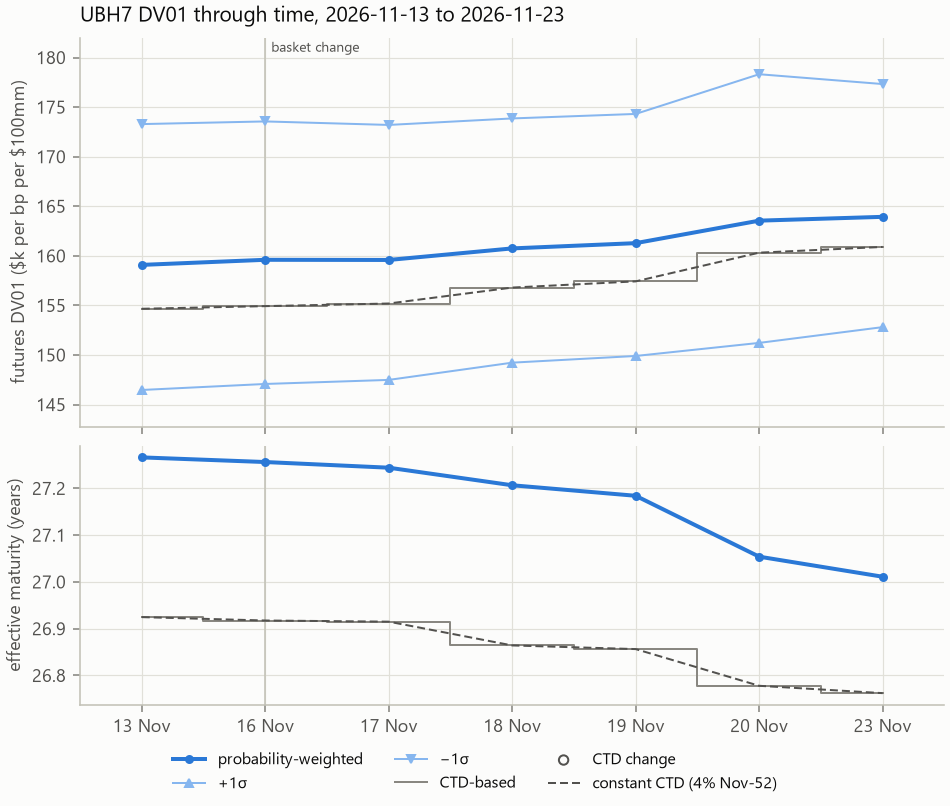 UBH7 DV01 through time, 2026-11-13 to 2026-11-23
basket change
futures DV01 ($k per bp per $100mm)
180
175
170
165
160
155
150
145
effective maturity (years)
27.2
27.1
27.0
26.9
26.8
13 Nov 16 Nov 17 Nov 18 Nov 19 Nov 20 Nov 23 Nov
probability-weighted −1σ CTD change
+1σ CTD-based constant CTD (4% Nov-52)